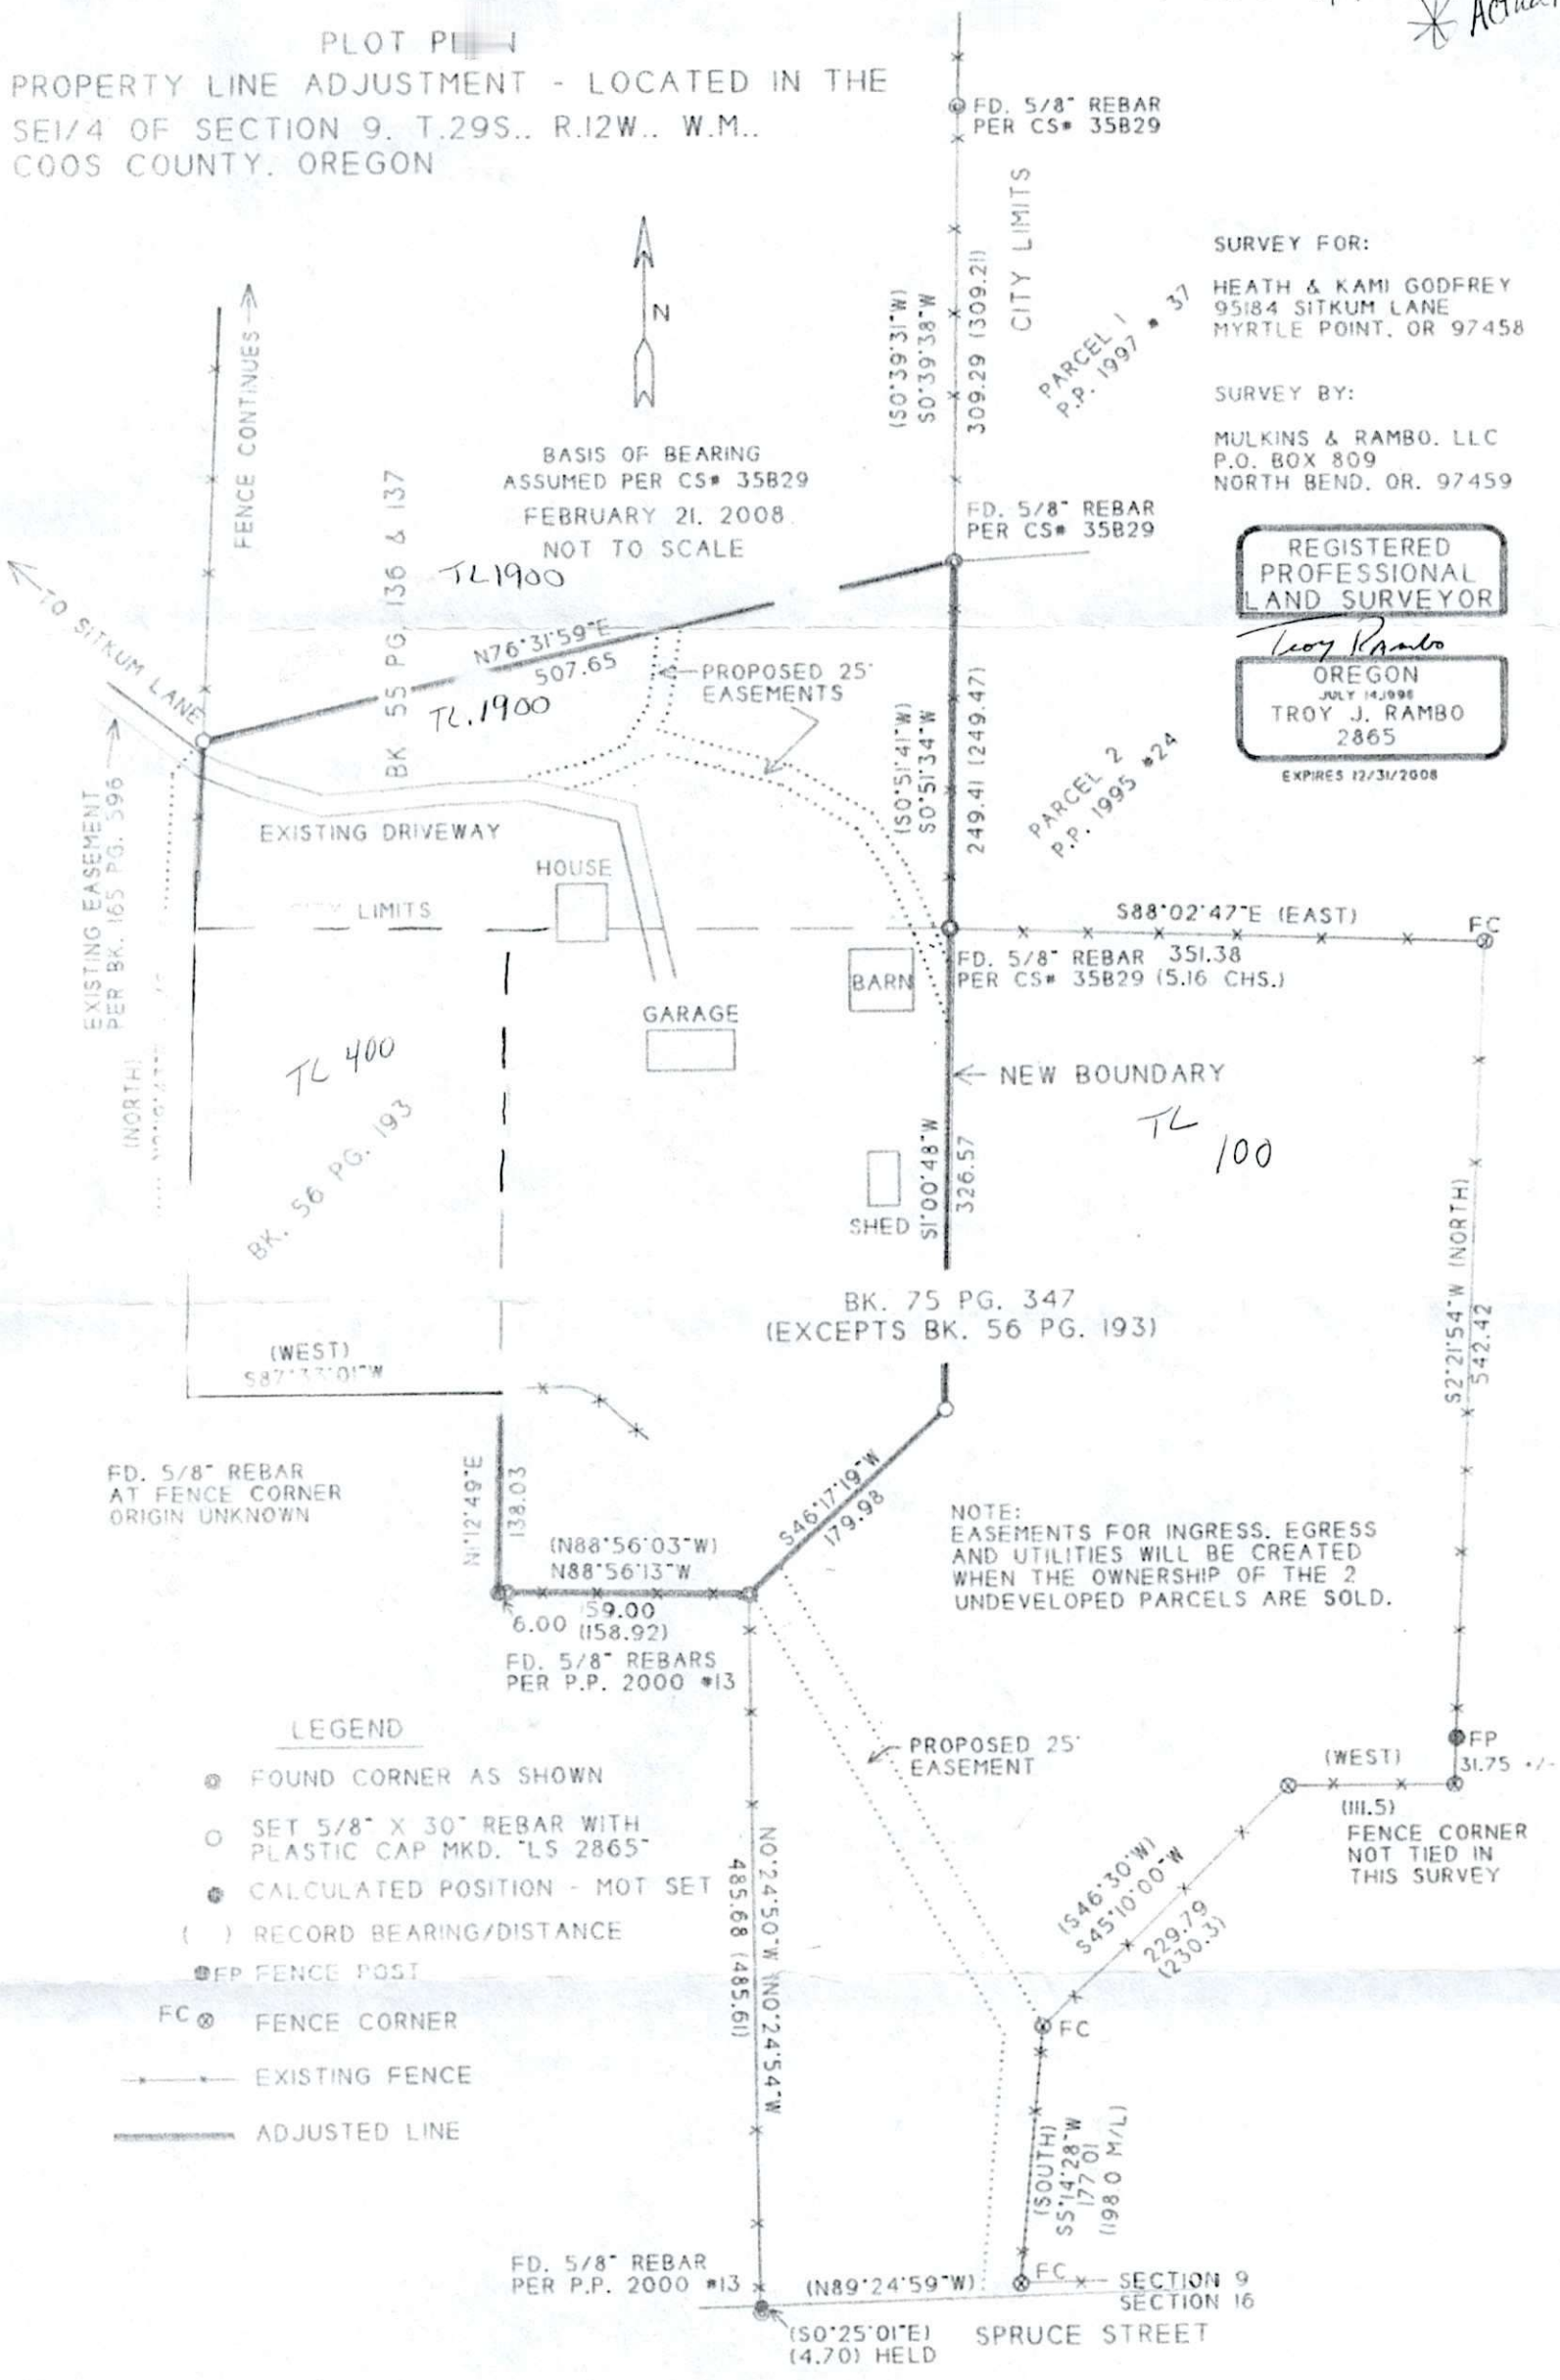 PLOT
PROPERTY LINE ADJUSTMENT - LOCATED IN THE
SE1/4 OF SECTION 9. T.29S.. R.12W.. W.M..
COOS COUNTY. OREGON
FD. 5/8" REBAR
PER CS# 35B29
CITY LIMITS
N
(S0°39'31"W)
S0°39'38"W
309.29 (309.21)
PARCEL 1
P.P. 1997 # 37
SURVEY FOR:
HEATH & KAMI GODFREY
95184 SITKUM LANE
MYRTLE POINT. OR 97458
SURVEY BY:
MULKINS & RAMBO. LLC
P.O. BOX 809
NORTH BEND. OR. 97459
REGISTERED
PROFESSIONAL
LAND SURVEYOR
Troy Rambo
OREGON
JULY 14,1998
TROY J. RAMBO
2865
EXPIRES 12/31/2008
BASIS OF BEARING
ASSUMED PER CS# 35B29
FEBRUARY 21. 2008
NOT TO SCALE
FENCE CONTINUES
BK. 55 PG. 136 & 137
FD. 5/8" REBAR
PER CS# 35B29
TL1900
N76°31'59"E
507.65
TL.1900
TO SITKUM LANE
PROPOSED 25'
EASEMENTS
(S0°51'41"W)
S0°51'34"W
249.41 (249.47)
PARCEL 2
P.P. 1995 #24
EXISTING EASEMENT
PER BK. 165 PG. 596
EXISTING DRIVEWAY
HOUSE
LIMITS
S88°02'47"E (EAST)
FC
FD. 5/8" REBAR 351.38
PER CS# 35B29 (5.16 CHS.)
BARN
GARAGE
(NORTH)
TL 400
BK. 56 PG. 193
NEW BOUNDARY
TL
100
S1°00'48"W
326.57
SHED
BK. 75 PG. 347
(EXCEPTS BK. 56 PG. 193)
S2°21'54"W (NORTH)
542.42
(WEST)
S87°33'01"W
FD. 5/8" REBAR
AT FENCE CORNER
ORIGIN UNKNOWN
N1°12'49"E
138.03
S46°17'19"W
179.98
(N88°56'03"W)
N88°56'13"W
6.00
159.00
(158.92)
FD. 5/8" REBARS
PER P.P. 2000 #13
NOTE:
EASEMENTS FOR INGRESS. EGRESS
AND UTILITIES WILL BE CREATED
WHEN THE OWNERSHIP OF THE 2
UNDEVELOPED PARCELS ARE SOLD.
LEGEND
FOUND CORNER AS SHOWN
SET 5/8" X 30" REBAR WITH
PLASTIC CAP MKD. "LS 2865"
CALCULATED POSITION - MOT SET
( ) RECORD BEARING/DISTANCE
FP FENCE POST
FC FENCE CORNER
EXISTING FENCE
ADJUSTED LINE
PROPOSED 25'
EASEMENT
FP
31.75 +/-
(WEST)
(111.5)
FENCE CORNER
NOT TIED IN
THIS SURVEY
(S46°30'W)
S45°10'00"W
229.79
(230.3)
N0°24'50"W (N0°24'54"W
485.68 (485.61)
FC
(SOUTH)
S5°14'28"W
177.01
(198.0 M/L)
FD. 5/8" REBAR
PER P.P. 2000 #13
(N89°24'59"W)
FC
SECTION 9
SECTION 16
(S0°25'01"E)
(4.70) HELD
SPRUCE STREET